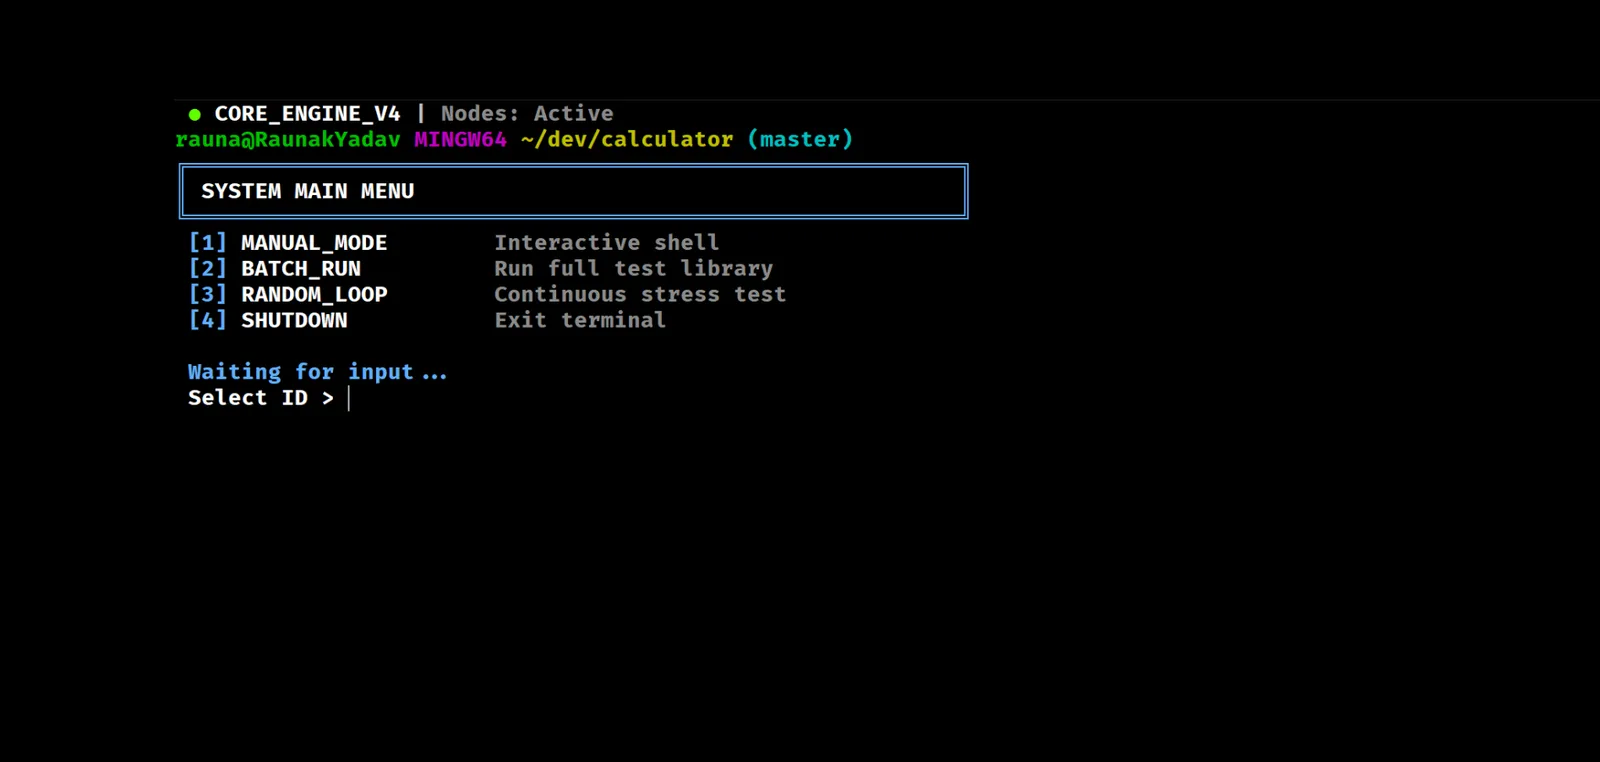 ● CORE_ENGINE_V4 | Nodes: Active
rauna@RaunakYadav MINGW64 ~/dev/calculator (master)
SYSTEM MAIN MENU
[1] MANUAL_MODE Interactive shell
[2] BATCH_RUN Run full test library
[3] RANDOM_LOOP Continuous stress test
[4] SHUTDOWN Exit terminal
Waiting for input...
Select ID >